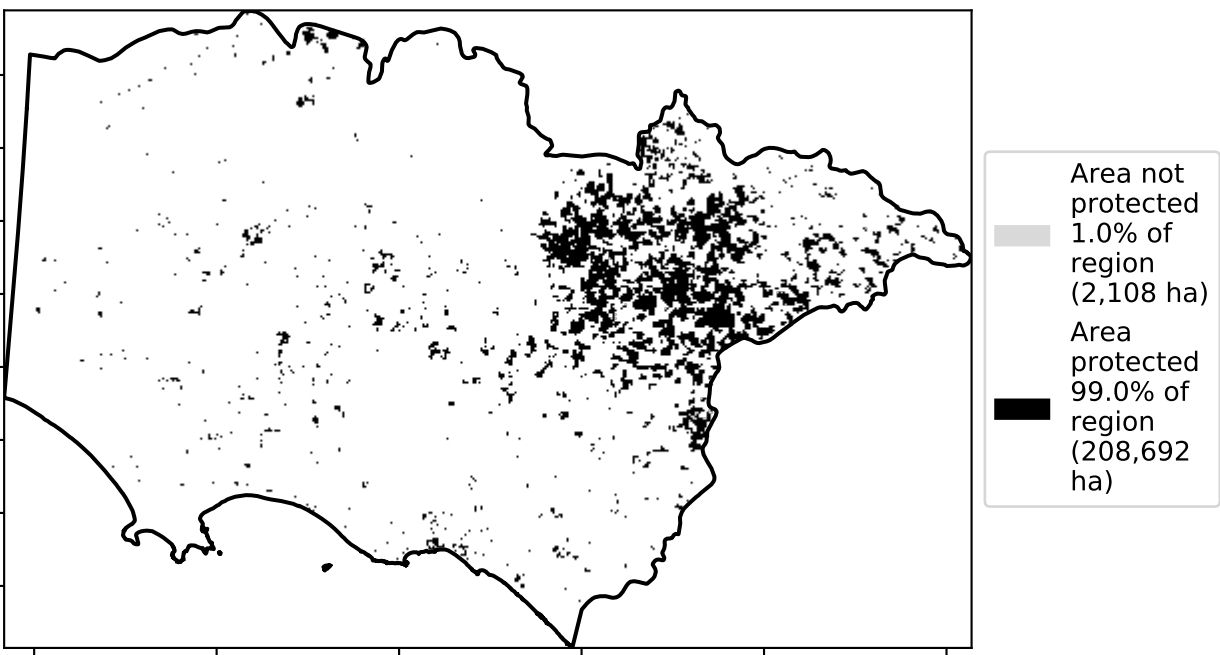 Area not
protected
1.0% of
region
(2,108 ha)
Area
protected
99.0% of
region
(208,692
ha)